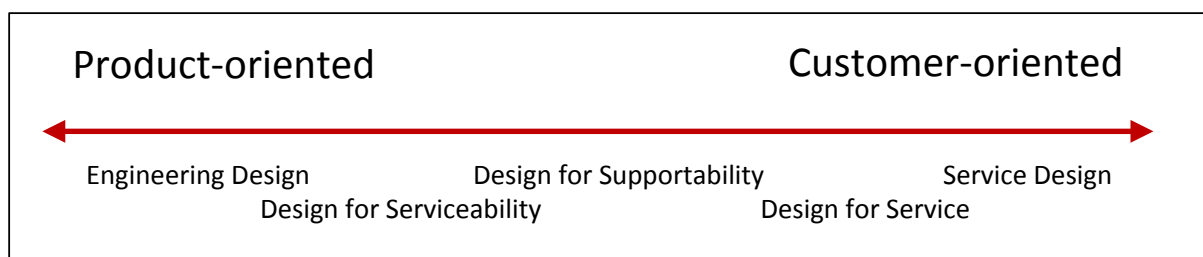 Product-oriented Customer-oriented
Engineering Design Design for Supportability Service Design
Design for Serviceability Design for Service